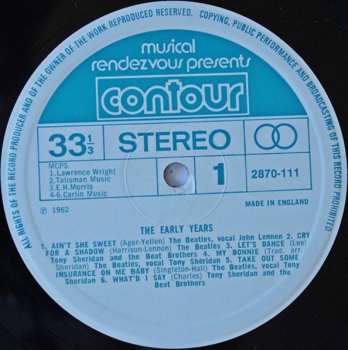 ALL RIGHTS OF THE RECORD PRODUCER AND OF THE OWNER OF THE WORK REPRODUCED RESERVED. COPYING, PUBLIC PERFORMANCE AND BROADCASTING OF THIS RECORD PROHIBITED
musical
rendezvous presents
contour
33 1/3 STEREO
MCPS
1.Lawrence Wright
2.Talisman Music
3.E.H.Morris
4-6.Carlin Music
1
2870-111
℗ 1962
MADE IN ENGLAND
THE EARLY YEARS
1. AIN'T SHE SWEET (Ager-Yellen) The Beatles, vocal John Lennon 2. CRY
FOR A SHADOW (Harrison-Lennon) The Beatles 3. LET'S DANCE (Lee)
Tony Sheridan and the Beat Brothers 4. MY BONNIE (Trad. arr
Sheridan) The Beatles, vocal Tony Sheridan 5. TAKE OUT SOME
INSURANCE ON ME BABY (Singleton-Hall) The Beatles, vocal Tony
Sheridan 6. WHAT'D I SAY (Charles) Tony Sheridan and the
Beat Brothers